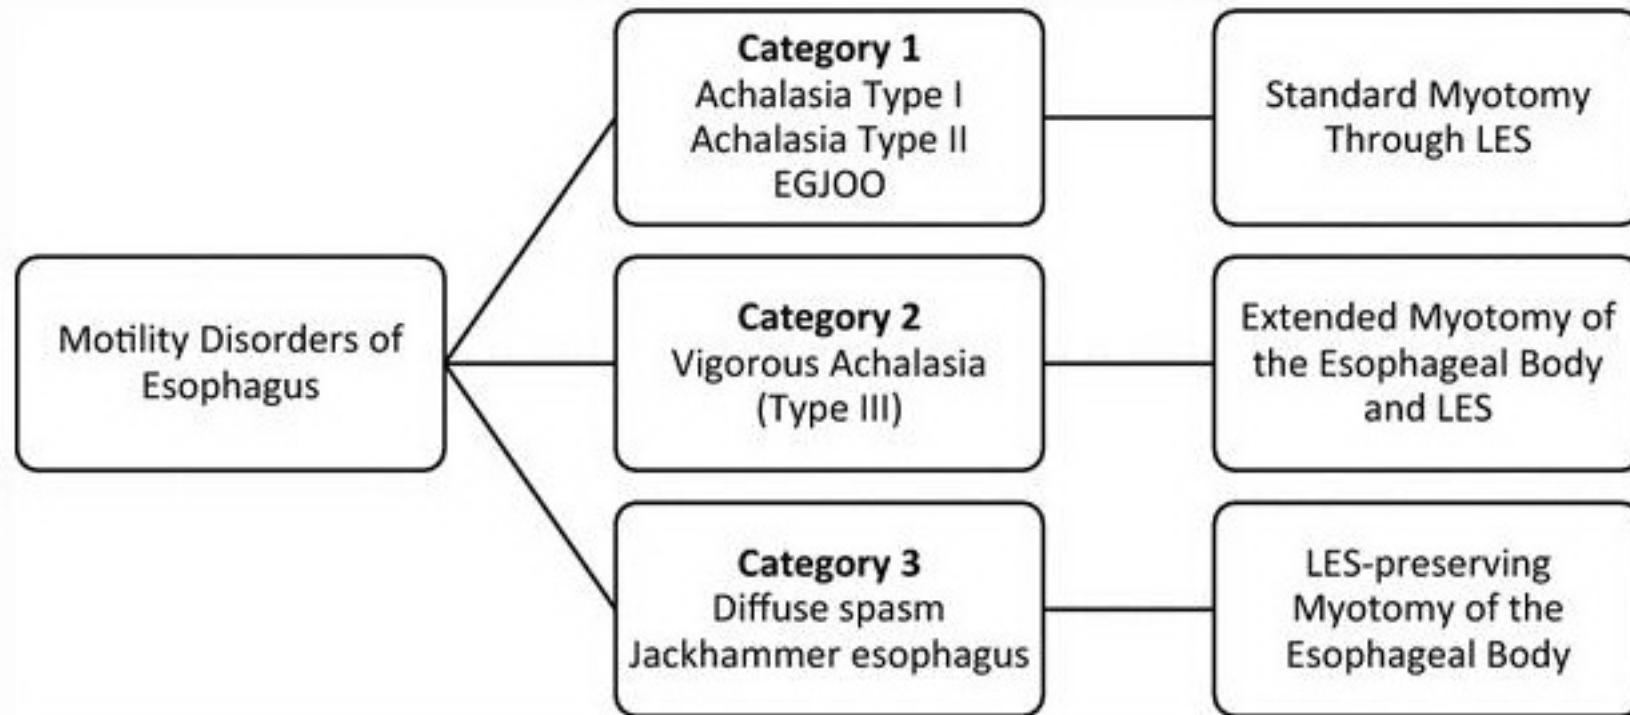 Motility Disorders of
Esophagus
Category 1
Achalasia Type I
Achalasia Type II
EGJOO
Standard Myotomy
Through LES
Category 2
Vigorous Achalasia
(Type III)
Extended Myotomy of
the Esophageal Body
and LES
Category 3
Diffuse spasm
Jackhammer esophagus
LES-preserving
Myotomy of the
Esophageal Body